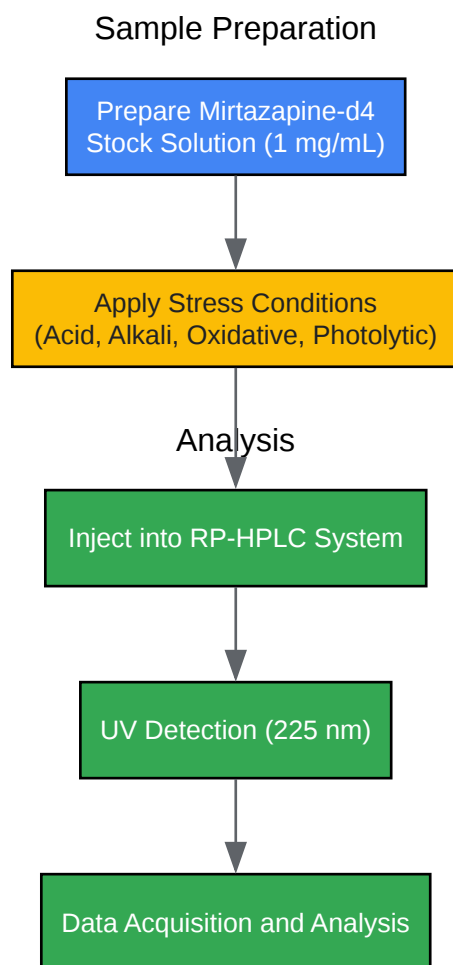 Sample Preparation
Prepare Mirtazapine-d4
Stock Solution (1 mg/mL)
Apply Stress Conditions
(Acid, Alkali, Oxidative, Photolytic)
Analysis
Inject into RP-HPLC System
UV Detection (225 nm)
Data Acquisition and Analysis